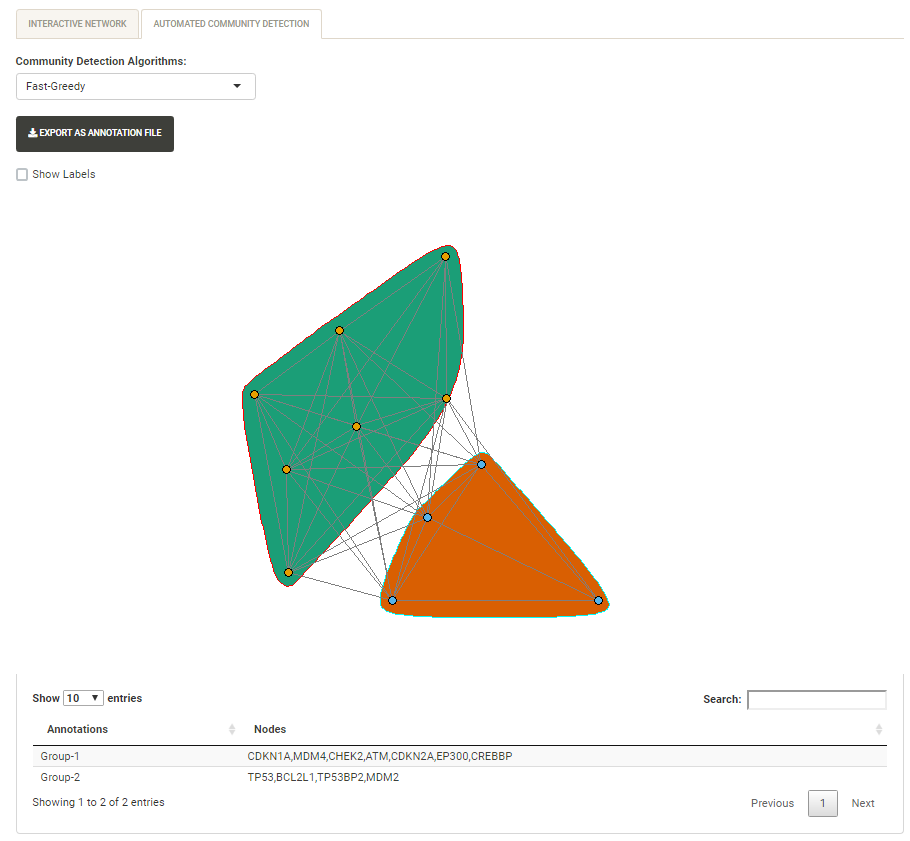 INTERACTIVE NETWORK AUTOMATED COMMUNITY DETECTION
Community Detection Algorithms:
Fast-Greedy
EXPORT AS ANNOTATION FILE
Show Labels
Show 10 entries Search:
Annotations Nodes
Group-1 CDKN1A,MDM4,CHEK2,ATM,CDKN2A,EP300,CREBBP
Group-2 TP53,BCL2L1,TP53BP2,MDM2
Showing 1 to 2 of 2 entries Previous 1 Next